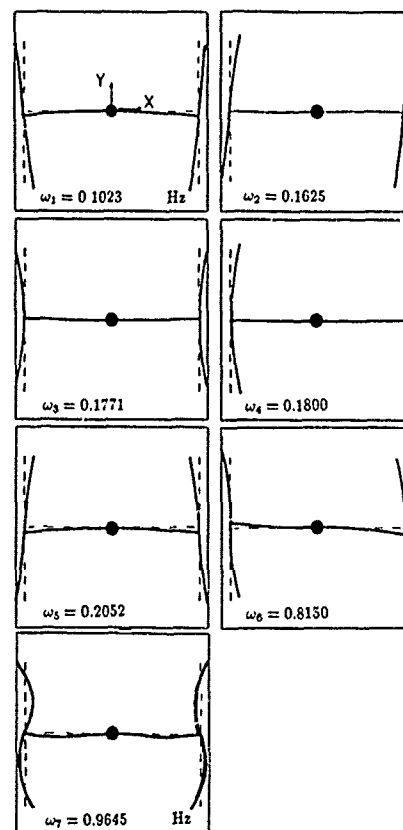 Y
X
ω₁ = 0 1023 Hz
ω₂ = 0.1625
ω₃ = 0.1771
ω₄ = 0.1800
ω₅ = 0.2052
ω₆ = 0.8150
ω₇ = 0.9645 Hz